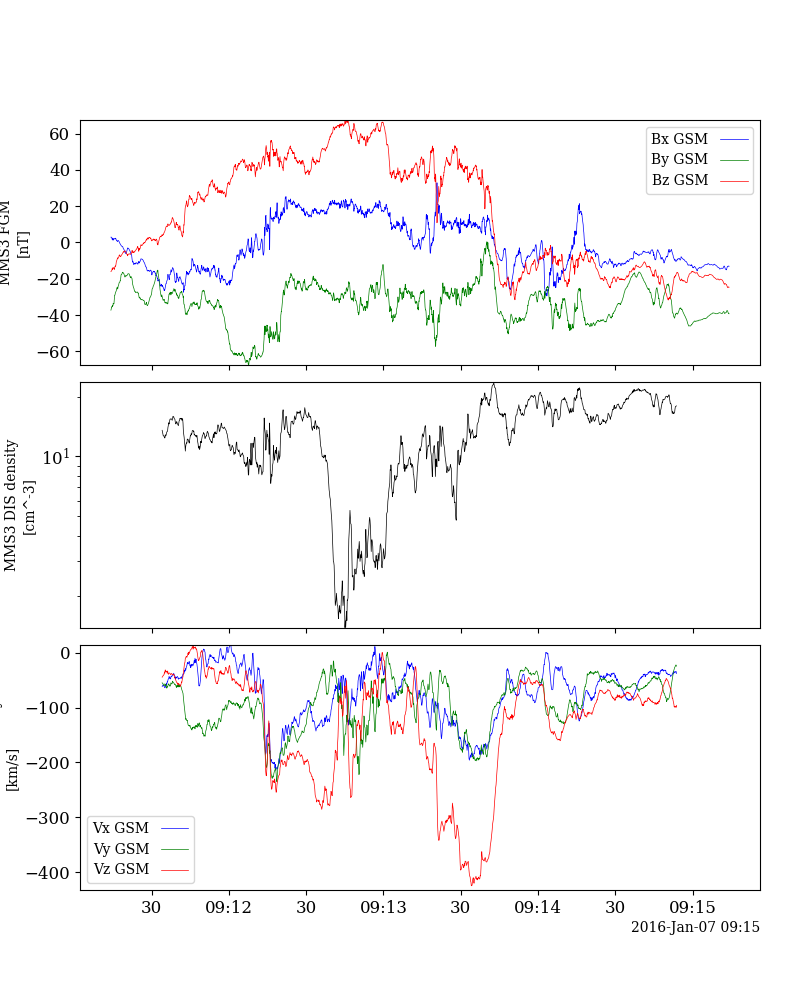 60
40
20
0
−20
−40
−60
MMS3 FGM
[nT]
Bx GSM
By GSM
Bz GSM
10^1
MMS3 DIS density
[cm^-3]
0
−100
−200
−300
−400
[km/s]
Vx GSM
Vy GSM
Vz GSM
30 09:12 30 09:13 30 09:14 30 09:15
2016-Jan-07 09:15